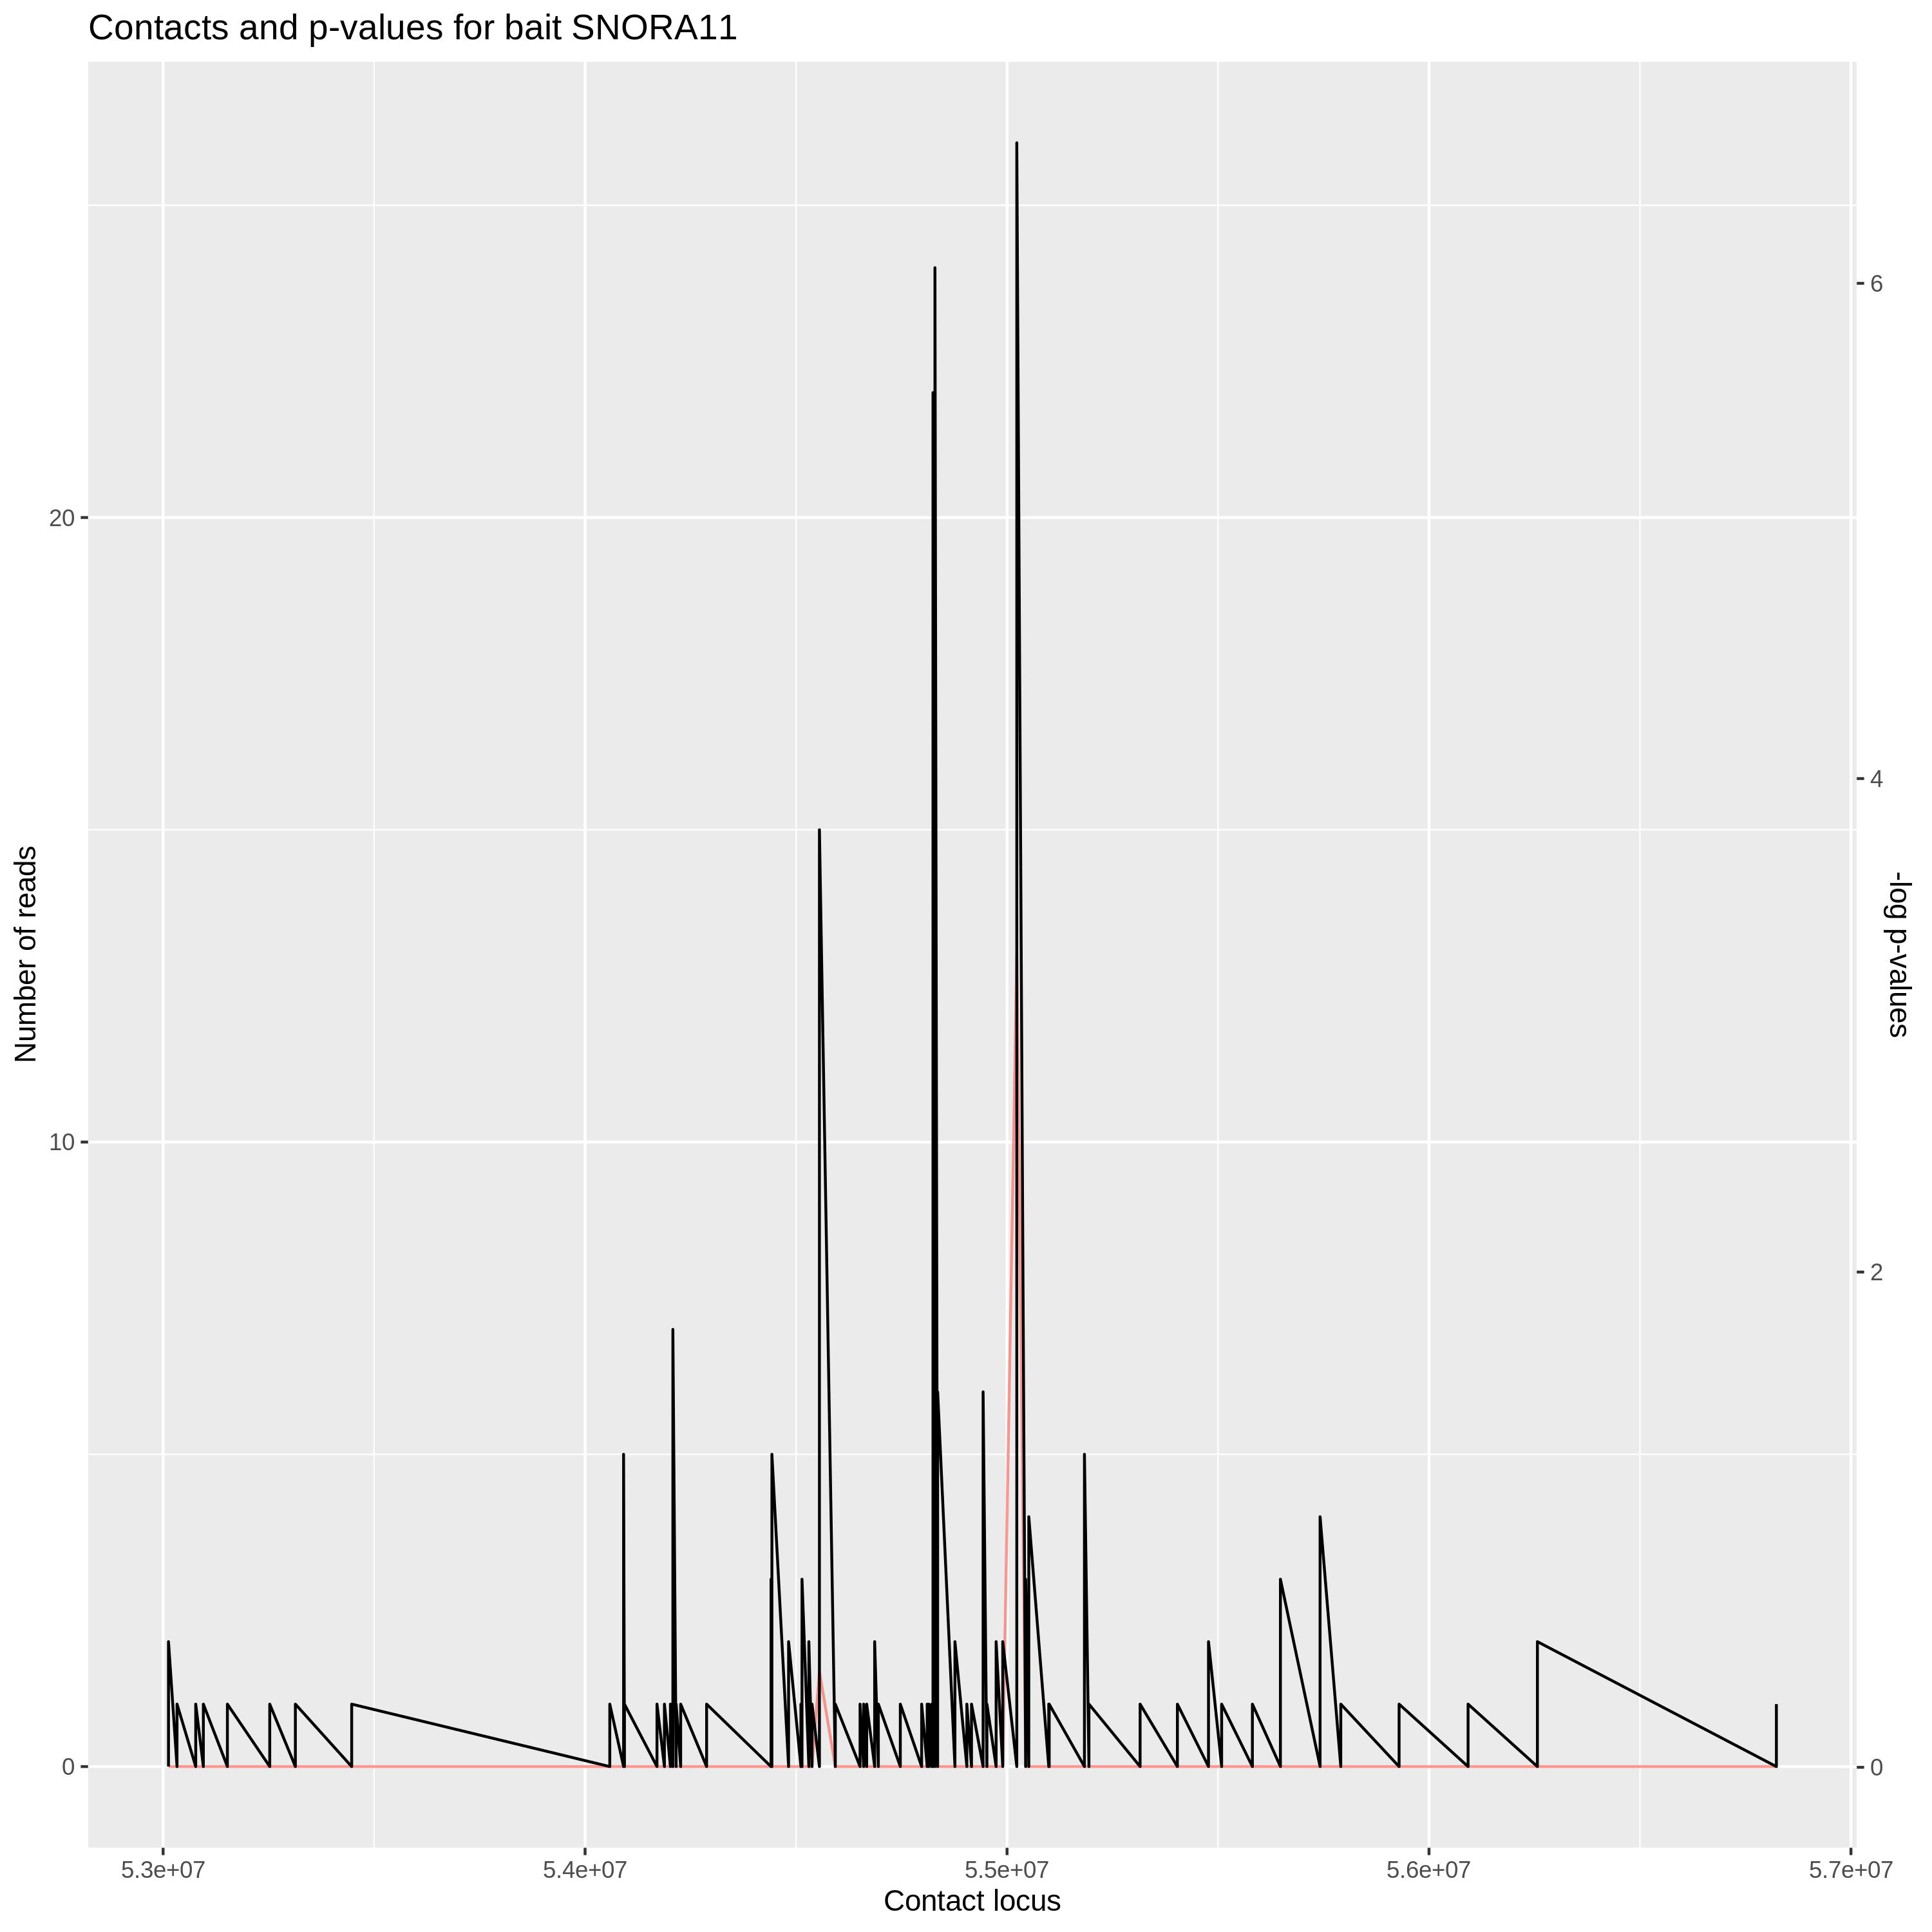 Contacts and p-values for bait SNORA11
Number of reads
20
10
0
6
4
2
0
-log p-values
5.3e+07 5.4e+07 5.5e+07 5.6e+07 5.7e+07
Contact locus